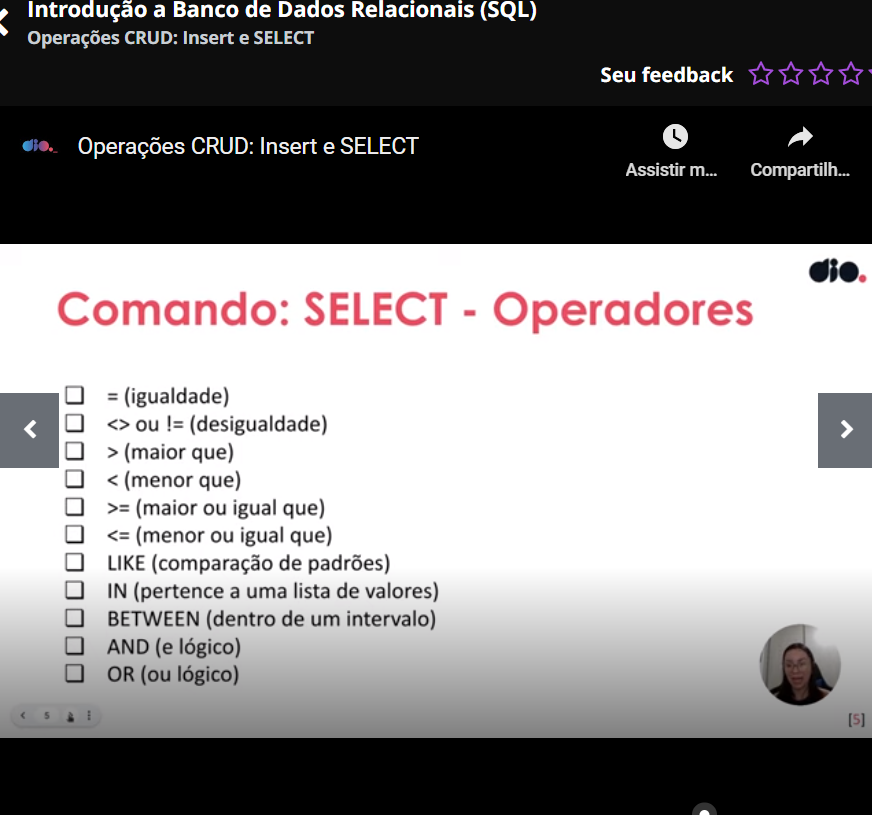 Introdução a Banco de Dados Relacionais (SQL)
Operações CRUD: Insert e SELECT
Seu feedback
dio. Operações CRUD: Insert e SELECT
Assistir m...
Compartilh...
dio.
Comando: SELECT - Operadores
= (igualdade)
<> ou != (desigualdade)
> (maior que)
< (menor que)
>= (maior ou igual que)
<= (menor ou igual que)
LIKE (comparação de padrões)
IN (pertence a uma lista de valores)
BETWEEN (dentro de um intervalo)
AND (e lógico)
OR (ou lógico)
5
[5]